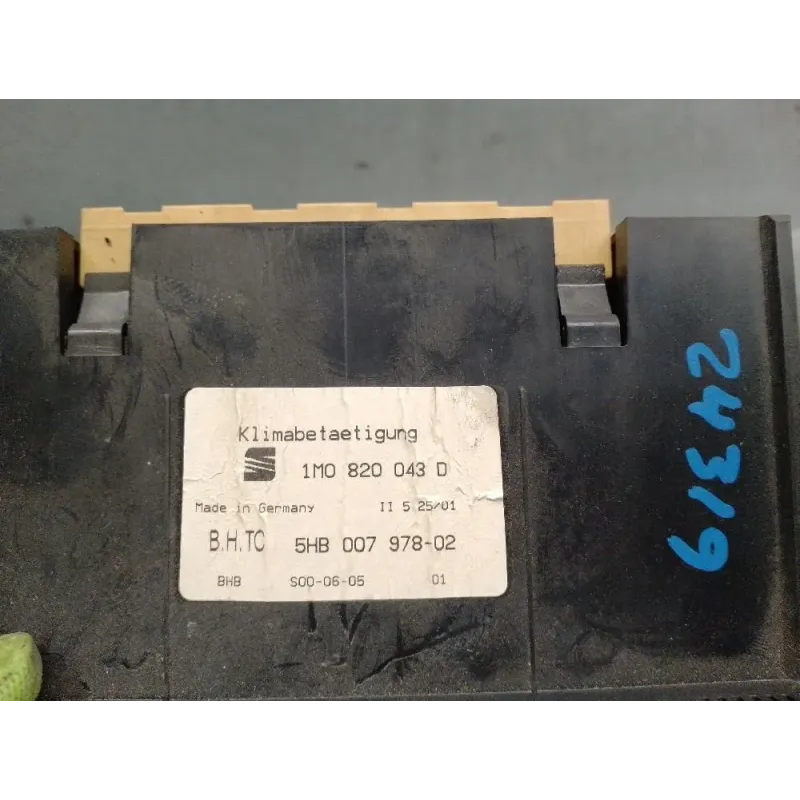 Klimabetaetigung
1M0 820 043 D
Made in Germany II 5 25/01
B.H.TC 5HB 007 978-02
BHB S00-06-05 01
24319